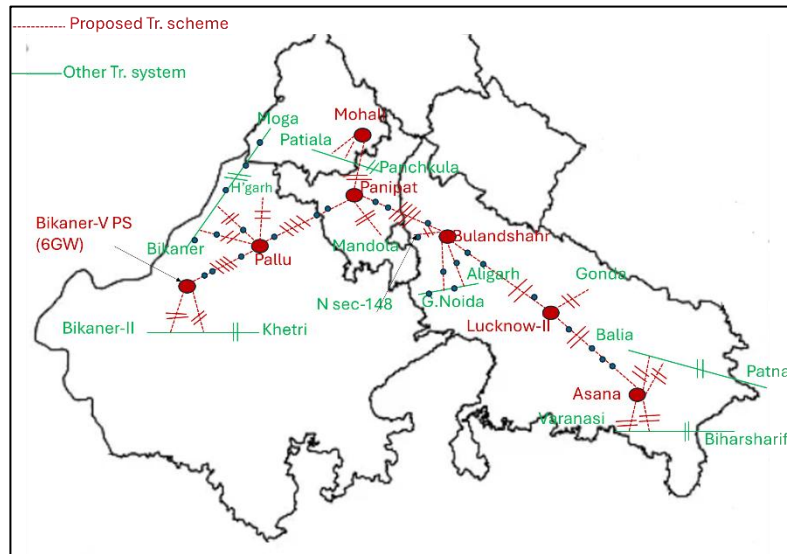 Proposed Tr. scheme
Other Tr. system
Mohali
Moga
Patiala
Panchkula
H'garh
Panipat
Bikaner-V PS
(6GW)
Bikaner
Pallu
Mandota
Bulandshahr
Aligarh
Gonda
N sec-148
G.Noida
Lucknow-II
Bikaner-II
Khetri
Balia
Patna
Asana
Varanasi
Biharsharif